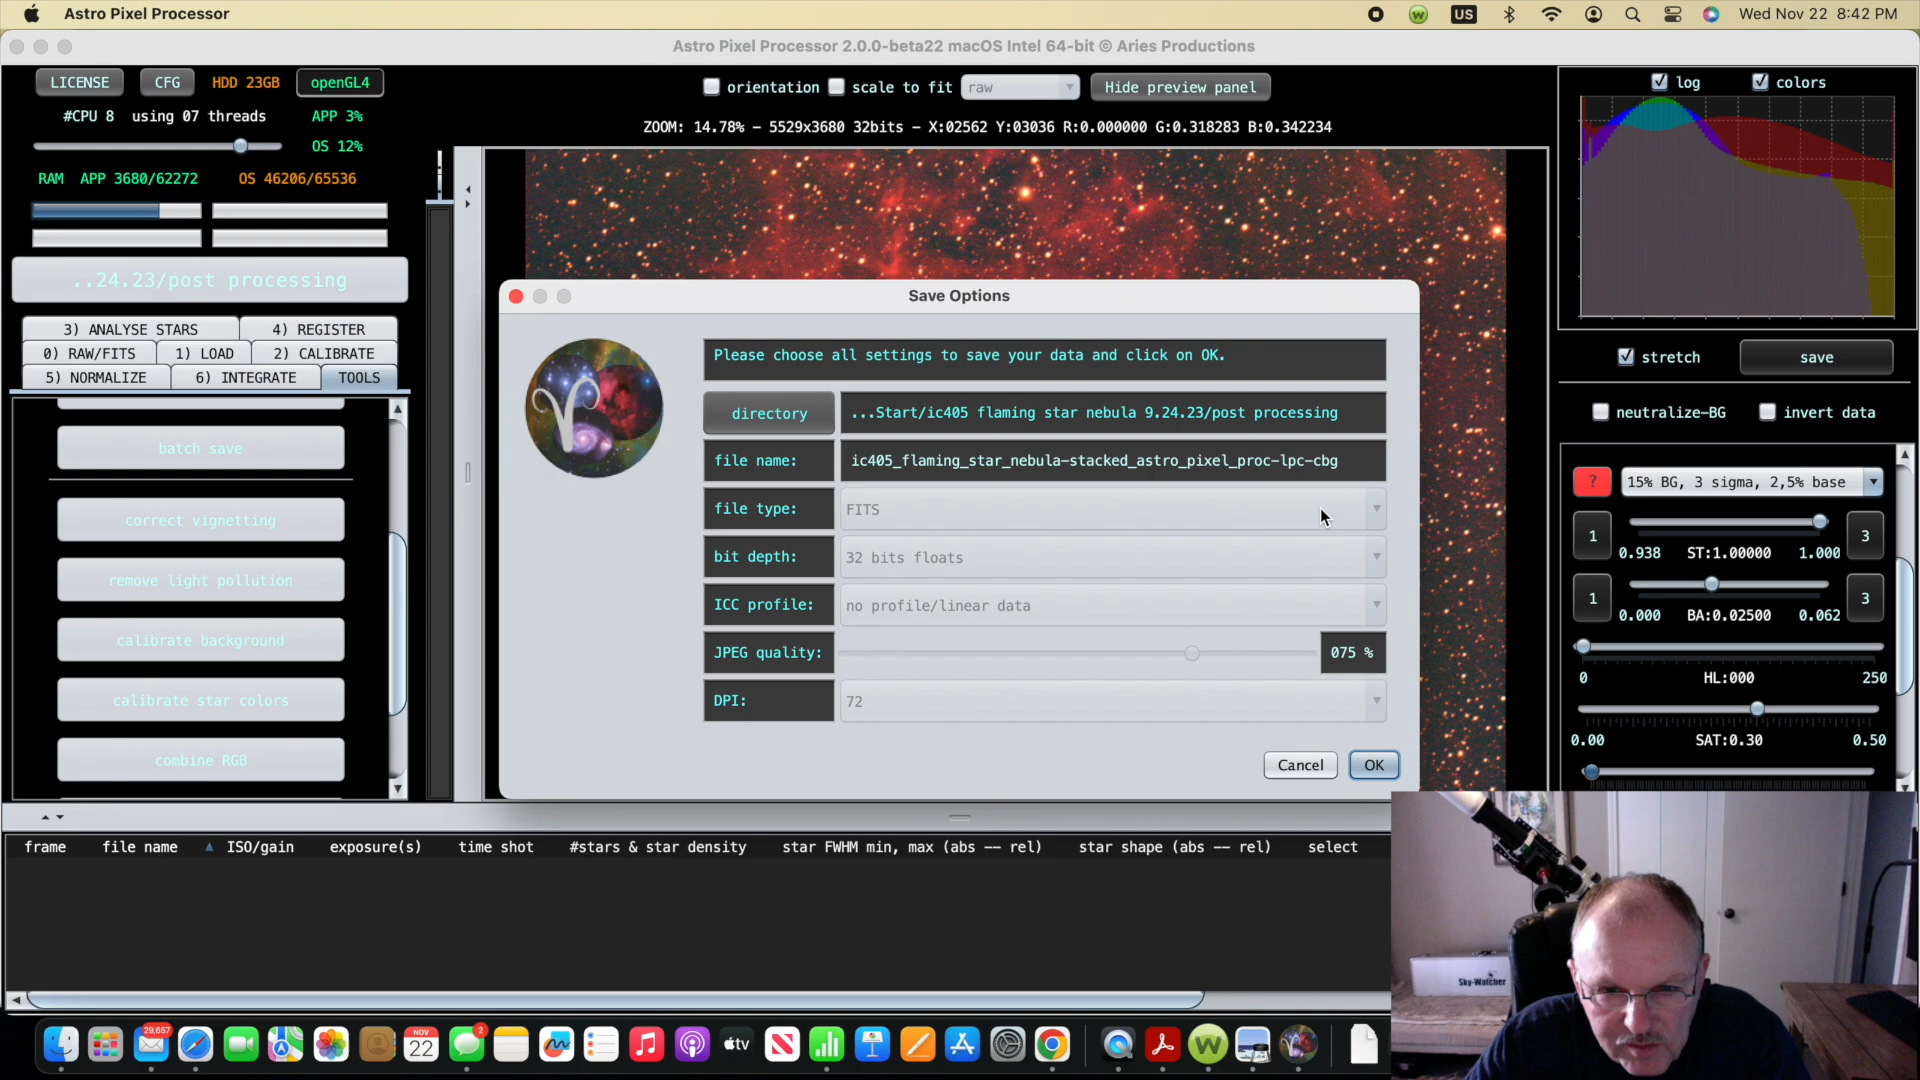 Astro Pixel Processor
US
Wed Nov 22 8:42 PM
Astro Pixel Processor 2.0.0-beta22 macOS Intel 64-bit © Aries Productions
LICENSE
CFG
HDD 23GB
openGL4
#CPU 8 using 07 threads
APP 3%
OS 12%
RAM APP 3680/62272
OS 46206/65536
..24.23/post processing
3) ANALYSE STARS
4) REGISTER
0) RAW/FITS
1) LOAD
2) CALIBRATE
5) NORMALIZE
6) INTEGRATE
TOOLS
batch save
correct vignetting
remove light pollution
calibrate background
calibrate star colors
combine RGB
orientation
scale to fit
raw
Hide preview panel
ZOOM: 14.78% - 5529x3680 32bits - X:02562 Y:03036 R:0.000000 G:0.318283 B:0.342234
Save Options
Please choose all settings to save your data and click on OK.
directory
...Start/ic405 flaming star nebula 9.24.23/post processing
file name:
ic405_flaming_star_nebula-stacked_astro_pixel_proc-lpc-cbg
file type:
FITS
bit depth:
32 bits floats
ICC profile:
no profile/linear data
JPEG quality:
075 %
DPI:
72
Cancel
OK
log
colors
stretch
save
neutralize-BG
invert data
?
15% BG, 3 sigma, 2,5% base
1
3
0.938 ST:1.00000 1.000
1
3
0.000 BA:0.02500 0.062
0 HL:000 250
0.00 SAT:0.30 0.50
frame
file name
ISO/gain
exposure(s)
time shot
#stars & star density
star FWHM min, max (abs -- rel)
star shape (abs -- rel)
select
Sky-Watcher
29,657
NOV
22
2
tv